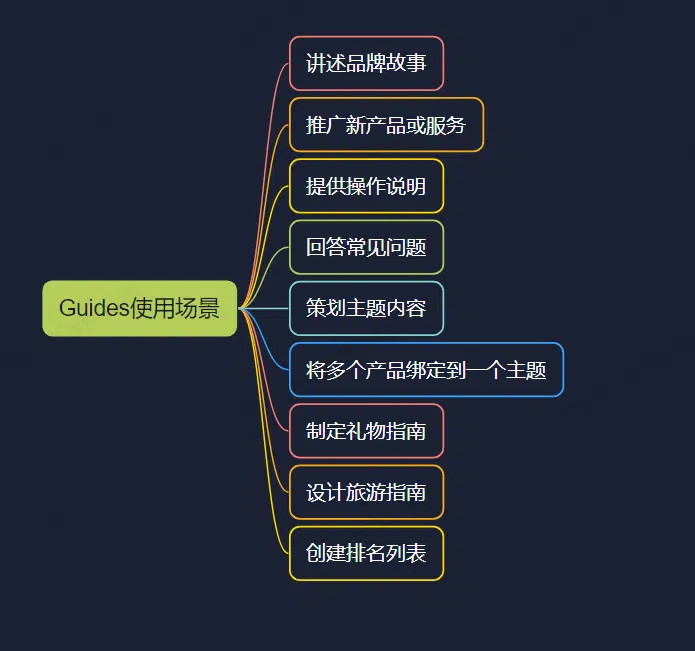 讲述品牌故事
推广新产品或服务
提供操作说明
回答常见问题
Guides使用场景
策划主题内容
将多个产品绑定到一个主题
制定礼物指南
设计旅游指南
创建排名列表